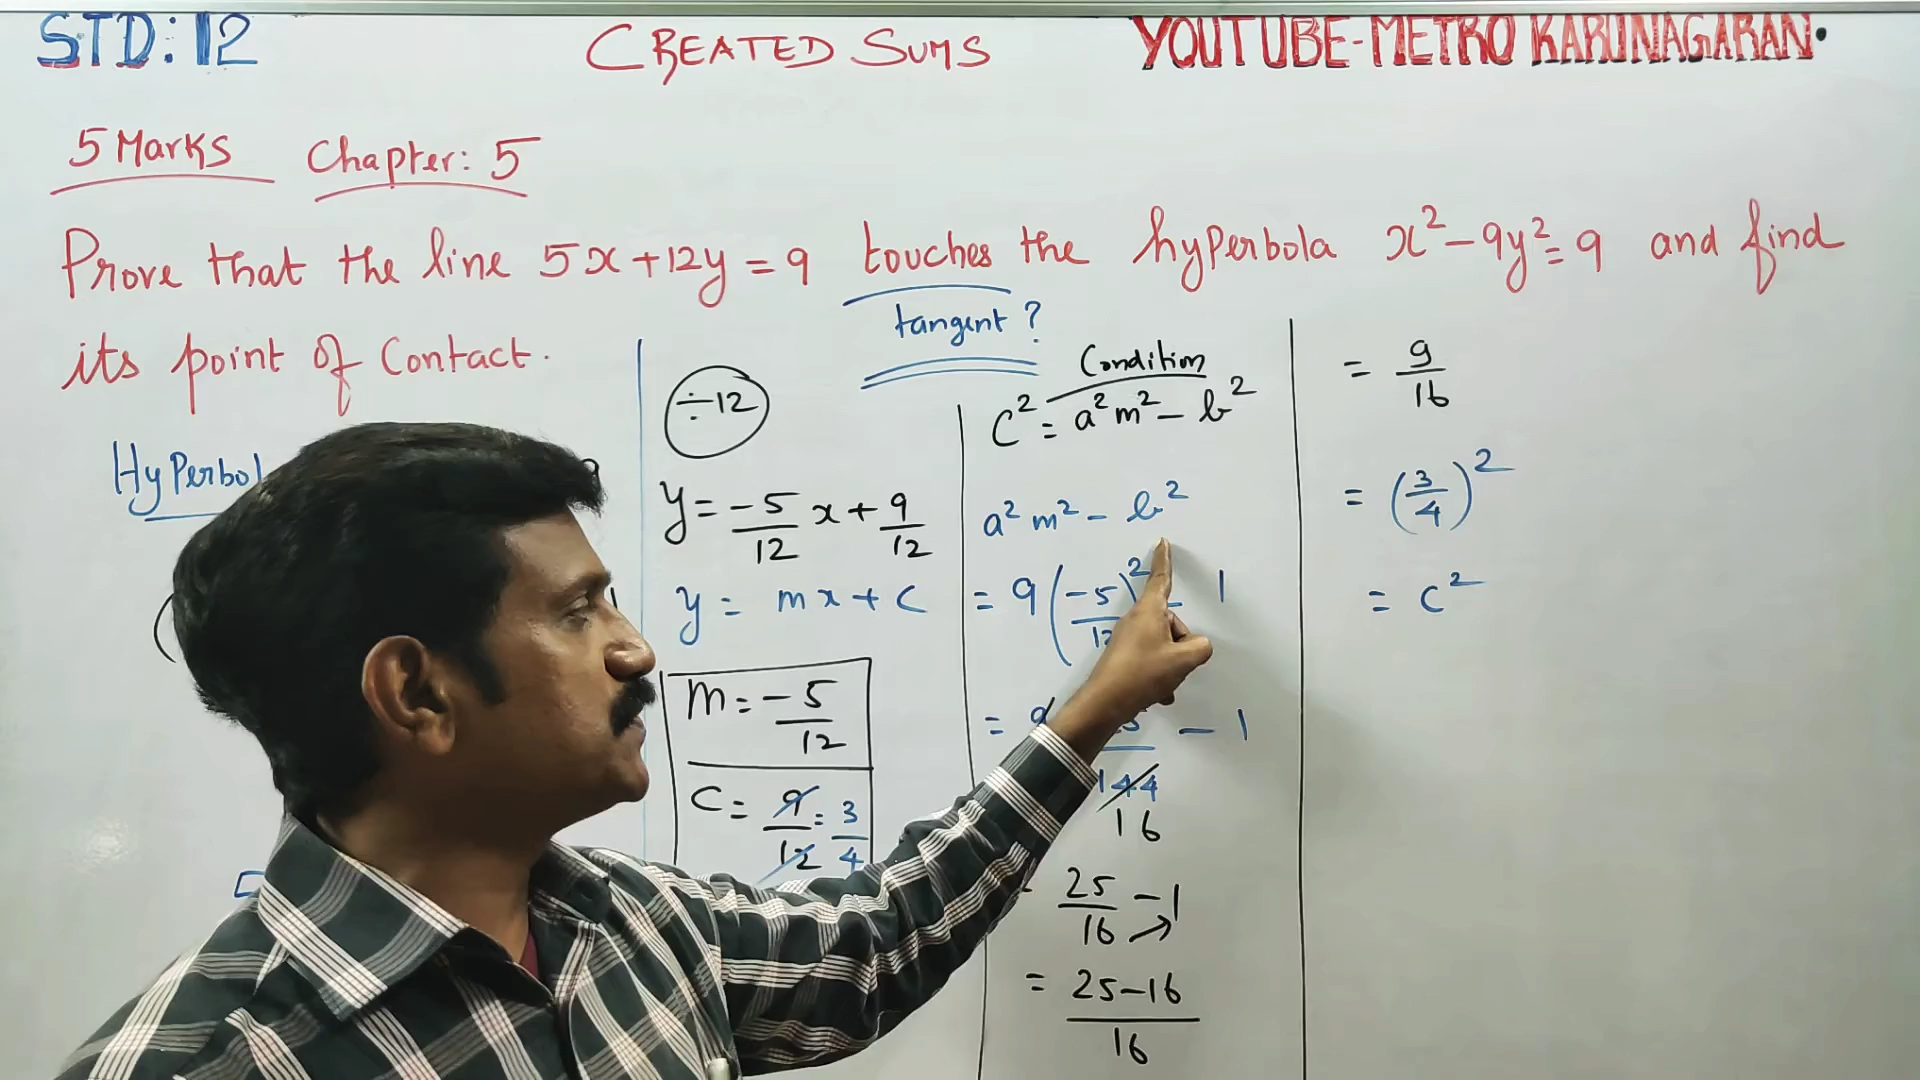 STD: 12 CREATED SUMS YOUTUBE-METRO KARUNAGARAN.
5 Marks Chapter: 5
Prove that the line 5x+12y=9 touches the hyperbola x²-9y²=9 and find
tangent?
its point of Contact.
Hyperbol
÷12
y=-5/12 x+9/12
y = mx+c
m=-5/12
C=9/12=3/4
Condition
C²=a²m²-b²
a²m²-b²
=9(-5/12)²-1
144
16
25/16-1
=25-16/16
=9/16
=(3/4)²
=c²